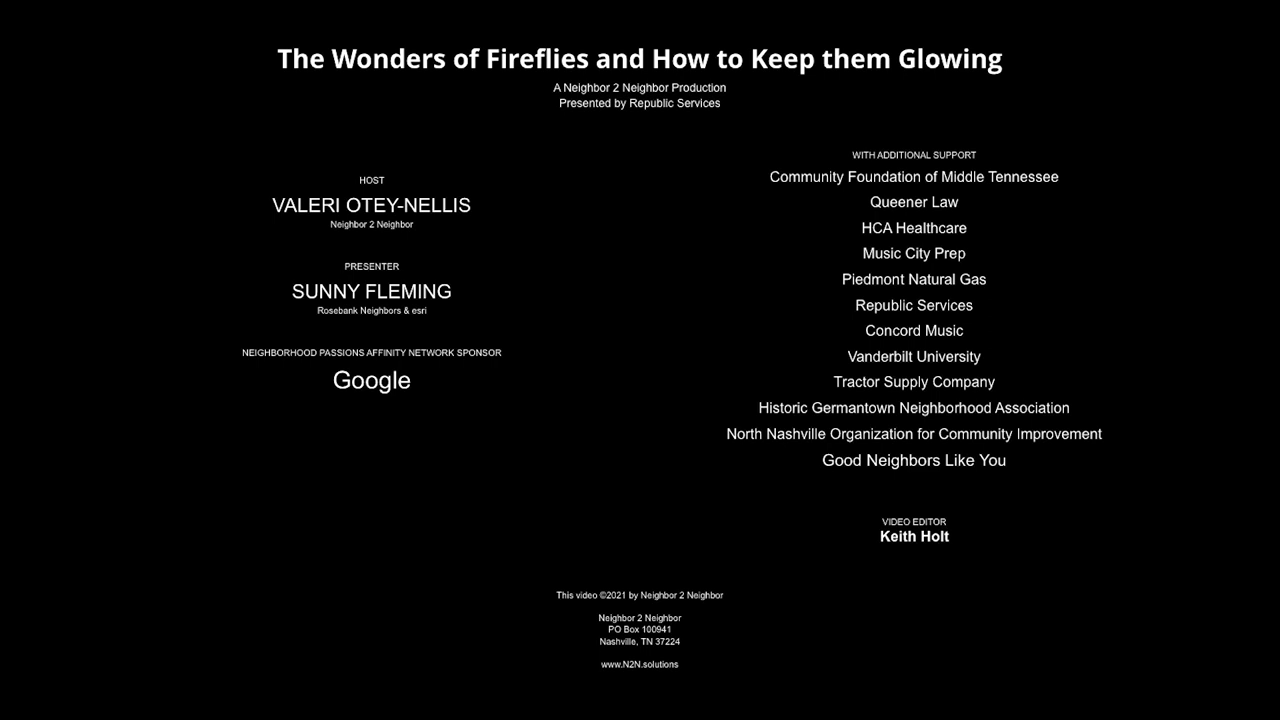 The Wonders of Fireflies and How to Keep them Glowing
A Neighbor 2 Neighbor Production
Presented by Republic Services
HOST
VALERI OTEY-NELLIS
Neighbor 2 Neighbor
PRESENTER
SUNNY FLEMING
Rosebank Neighbors & esri
NEIGHBORHOOD PASSIONS AFFINITY NETWORK SPONSOR
Google
WITH ADDITIONAL SUPPORT
Community Foundation of Middle Tennessee
Queener Law
HCA Healthcare
Music City Prep
Piedmont Natural Gas
Republic Services
Concord Music
Vanderbilt University
Tractor Supply Company
Historic Germantown Neighborhood Association
North Nashville Organization for Community Improvement
Good Neighbors Like You
VIDEO EDITOR
Keith Holt
This video ©2021 by Neighbor 2 Neighbor
Neighbor 2 Neighbor
PO Box 100941
Nashville, TN 37224
www.N2N.solutions